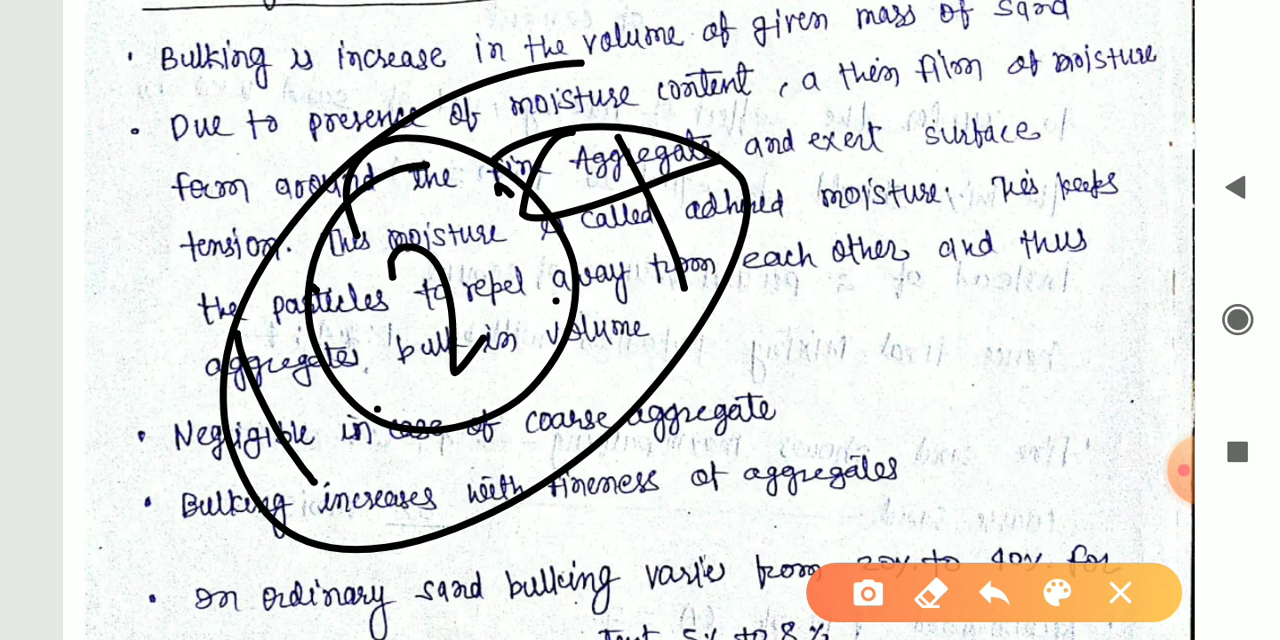 • Bulking is increase in the volume of given mass of sand
• Due to presence of moisture content, a thin film of moisture
form around the fine Aggregate and exert surface
tension. This moisture is called adhered moisture. This keeps
the particles to repel away from each other and thus
aggregates bulk in volume
• Negligible in case of coarse aggregate
• Bulking increases with fineness of aggregates
• In ordinary sand bulking varies from 20% to 40% for
5% to 8%